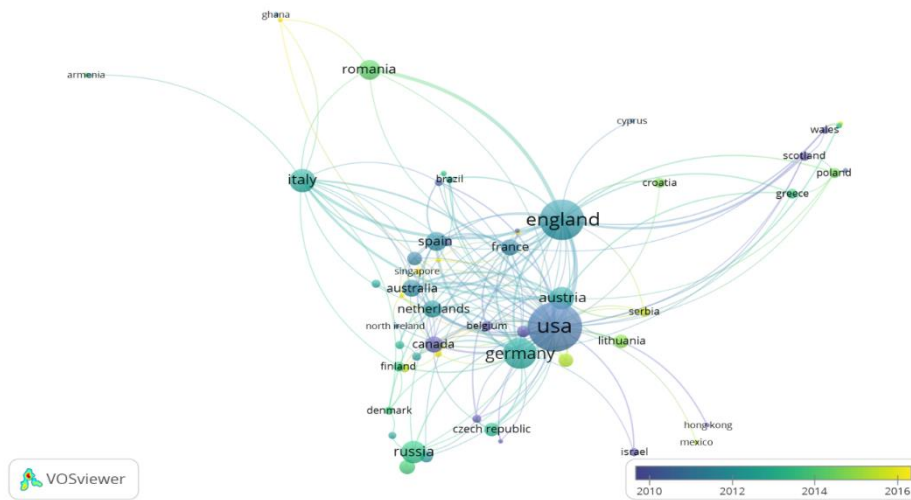 ghana
romania
armenia
cyprus
wales
scotland
poland
italy
brazil
croatia
greece
england
spain
france
singapore
australia
austria
netherlands
serbia
north ireland
belgium
usa
canada
lithuania
germany
finland
denmark
hong kong
czech republic
mexico
russia
israel
VOSviewer
2010 2012 2014 2016